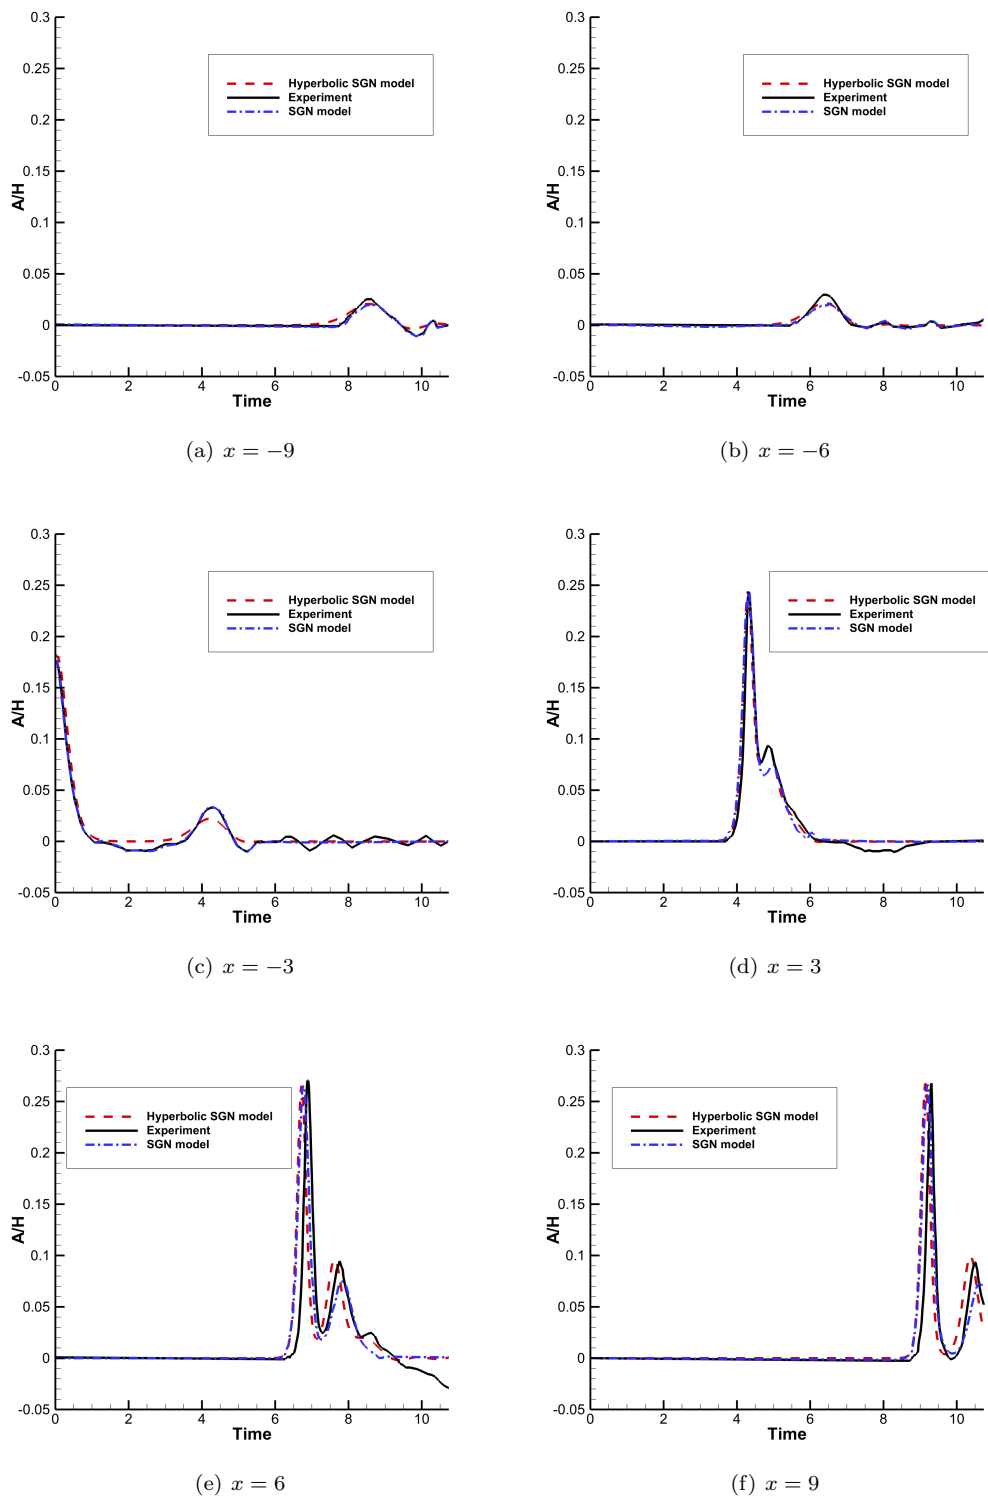 0.3
0.25
0.2
0.15
0.1
0.05
0
-0.05
A/H
Hyperbolic SGN model
Experiment
SGN model
0 2 4 6 8 10
Time
(a) x = −9
0.3
0.25
0.2
0.15
0.1
0.05
0
-0.05
A/H
Hyperbolic SGN model
Experiment
SGN model
0 2 4 6 8 10
Time
(b) x = −6
0.3
0.25
0.2
0.15
0.1
0.05
0
-0.05
A/H
Hyperbolic SGN model
Experiment
SGN model
0 2 4 6 8 10
Time
(c) x = −3
0.3
0.25
0.2
0.15
0.1
0.05
0
-0.05
A/H
Hyperbolic SGN model
Experiment
SGN model
0 2 4 6 8 10
Time
(d) x = 3
0.3
0.25
0.2
0.15
0.1
0.05
0
-0.05
A/H
Hyperbolic SGN model
Experiment
SGN model
0 2 4 6 8 10
Time
(e) x = 6
0.3
0.25
0.2
0.15
0.1
0.05
0
-0.05
A/H
Hyperbolic SGN model
Experiment
SGN model
0 2 4 6 8 10
Time
(f) x = 9